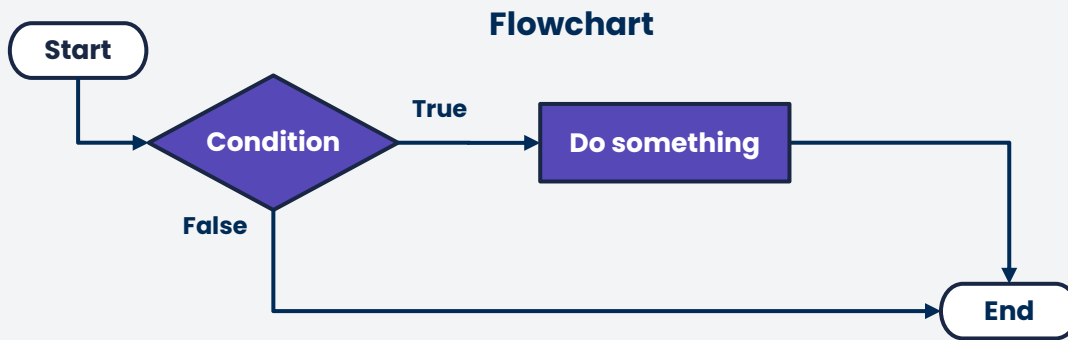 Flowchart
Start
Condition
True
Do something
False
End